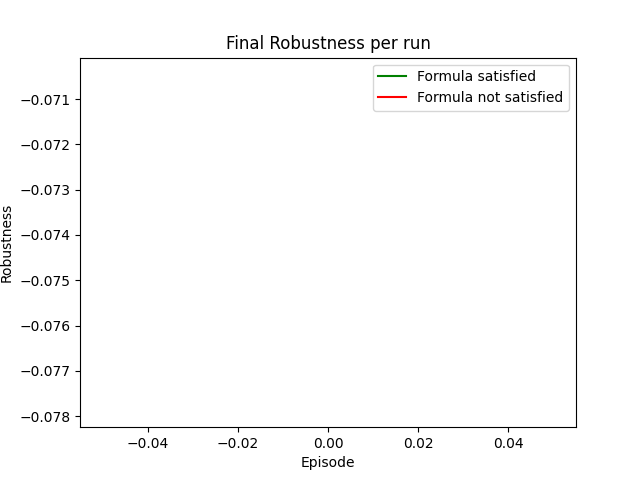 Final Robustness per run
Formula satisfied
Formula not satisfied
−0.071
−0.072
−0.073
−0.074
−0.075
−0.076
−0.077
−0.078
Robustness
−0.04
−0.02
0.00
0.02
0.04
Episode